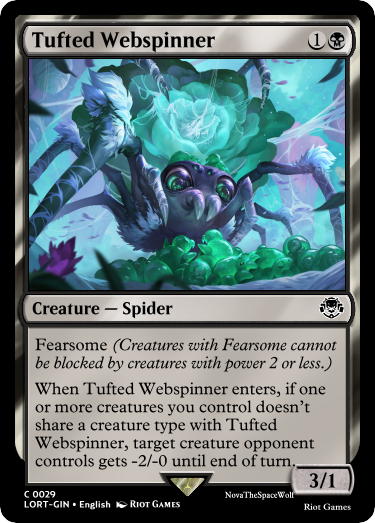 Tufted Webspinner 1
Creature — Spider
Fearsome (Creatures with Fearsome cannot
be blocked by creatures with power 2 or less.)
When Tufted Webspinner enters, if one
or more creatures you control doesn't
share a creature type with Tufted
Webspinner, target creature opponent
controls gets -2/-0 until end of turn.
3/1
C 0029
LORT-GIN • English Riot Games
NovaTheSpaceWolf
Riot Games